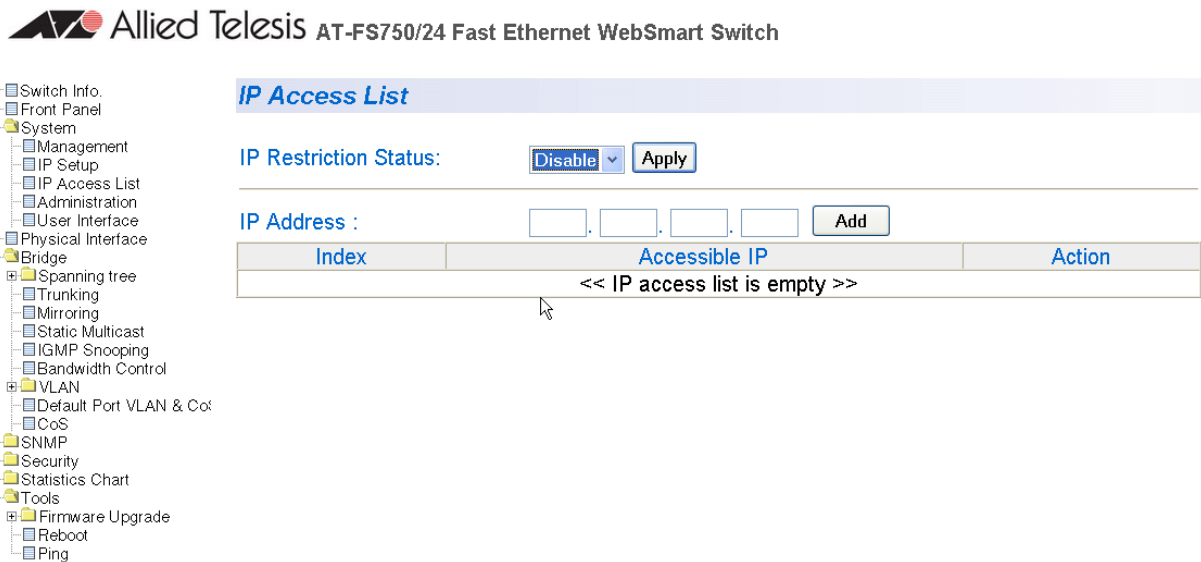 Allied Telesis AT-FS750/24 Fast Ethernet WebSmart Switch
Switch Info.
Front Panel
System
Management
IP Setup
IP Access List
Administration
User Interface
Physical Interface
Bridge
Spanning tree
Trunking
Mirroring
Static Multicast
IGMP Snooping
Bandwidth Control
VLAN
Default Port VLAN & CoS
CoS
SNMP
Security
Statistics Chart
Tools
Firmware Upgrade
Reboot
Ping
IP Access List
IP Restriction Status: Disable Apply
IP Address : . . . Add
Index Accessible IP Action
<< IP access list is empty >>